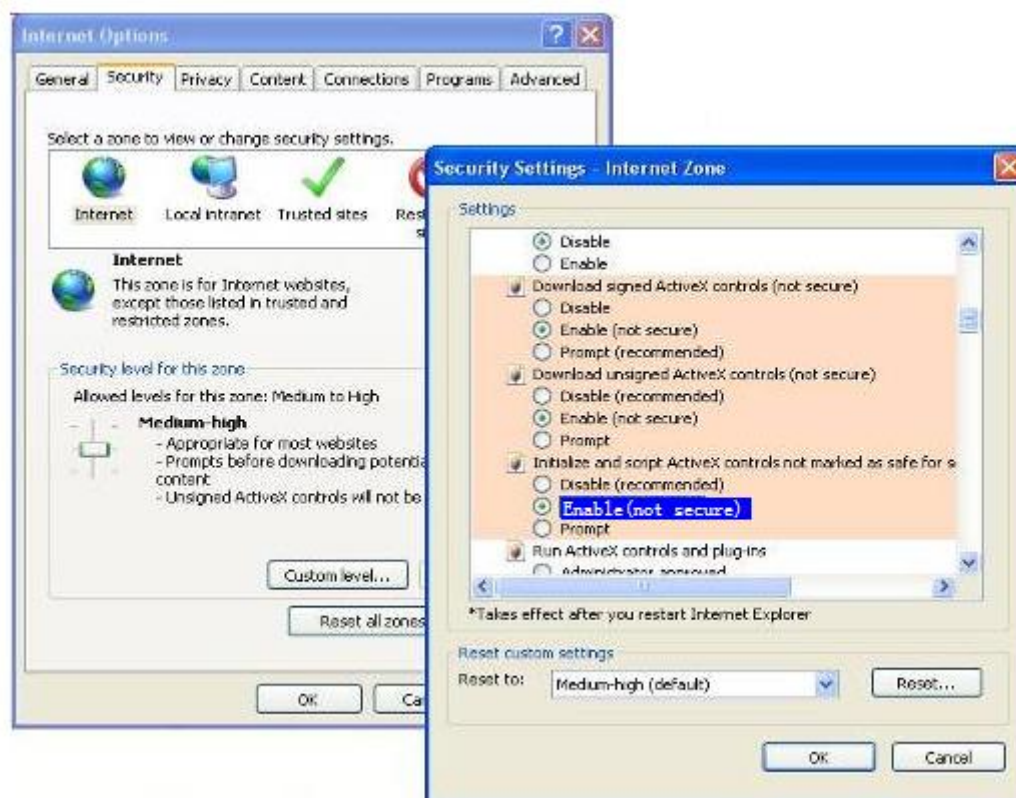 Internet Options
General Security Privacy Content Connections Programs Advanced
Select a zone to view or change security settings.
Internet Local intranet Trusted sites
Internet
This zone is for Internet websites,
except those listed in trusted and
restricted zones.
Security level for this zone
Allowed levels for this zone: Medium to High
Medium-high
- Appropriate for most websites
- Prompts before downloading
content
- Unsigned ActiveX controls will not be
Custom level...
Reset all zones
OK
Security Settings - Internet Zone
Settings
Disable
Enable
Download signed ActiveX controls (not secure)
Disable
Enable (not secure)
Prompt (recommended)
Download unsigned ActiveX controls (not secure)
Disable (recommended)
Enable (not secure)
Prompt
Initialize and script ActiveX controls not marked as safe for s
Disable (recommended)
Enable(not secure)
Prompt
Run ActiveX controls and plug-ins
Administrator approved
*Takes effect after you restart Internet Explorer
Reset custom settings
Reset to: Medium-high (default) Reset...
OK Cancel